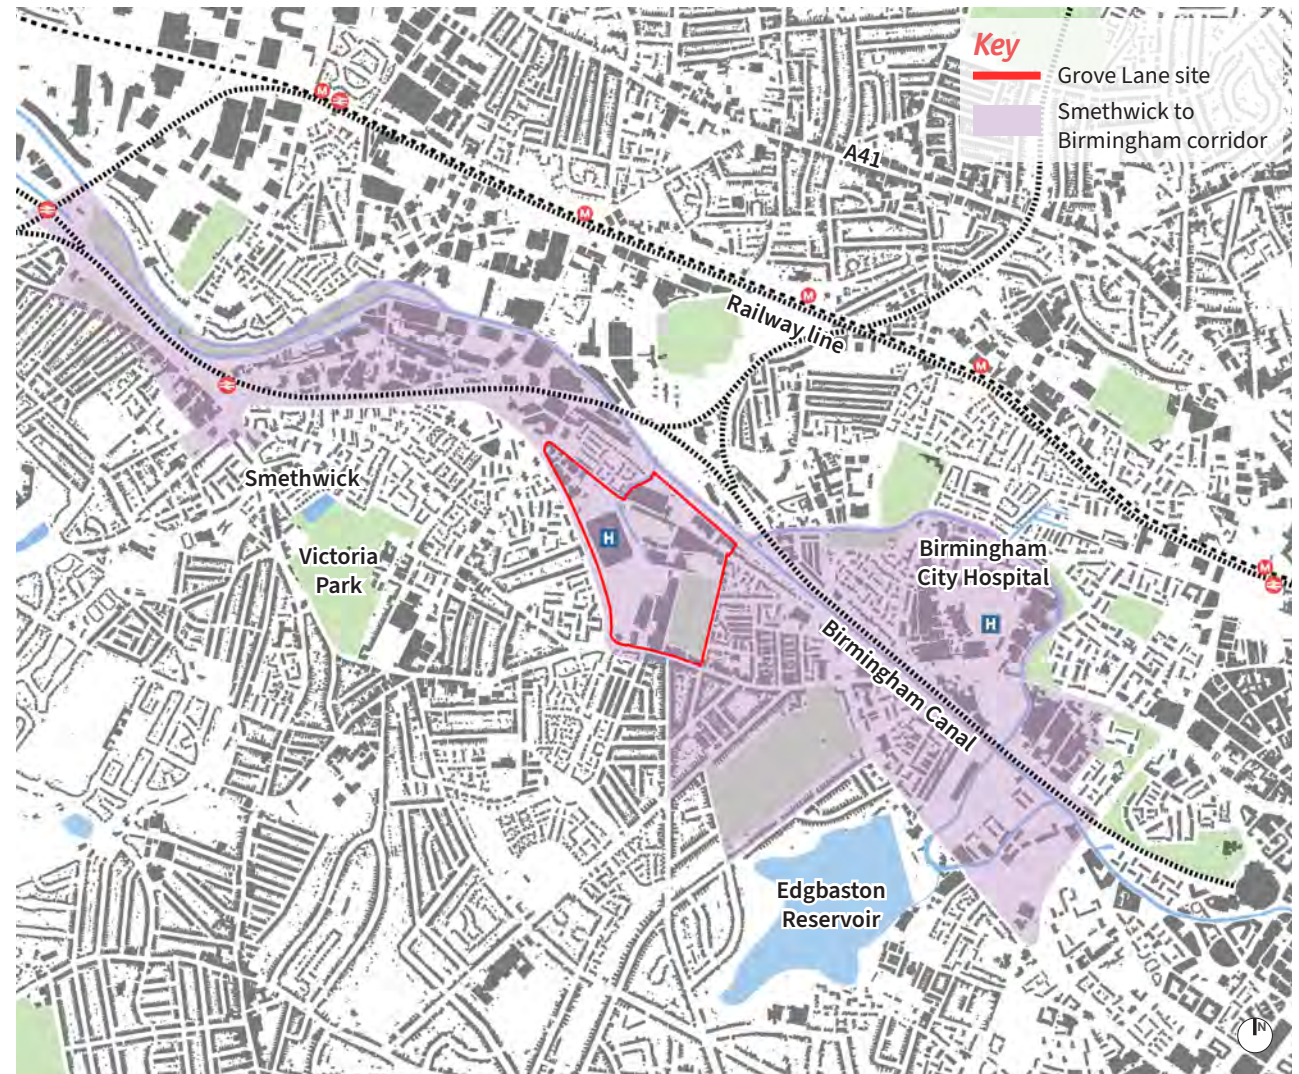 Key
Grove Lane site
Smethwick to
Birmingham corridor
M
A41
M
M
Railway line
M
Smethwick
H
Victoria
Park
Birmingham
City Hospital
M
H
Birmingham Canal
Edgbaston
Reservoir
N